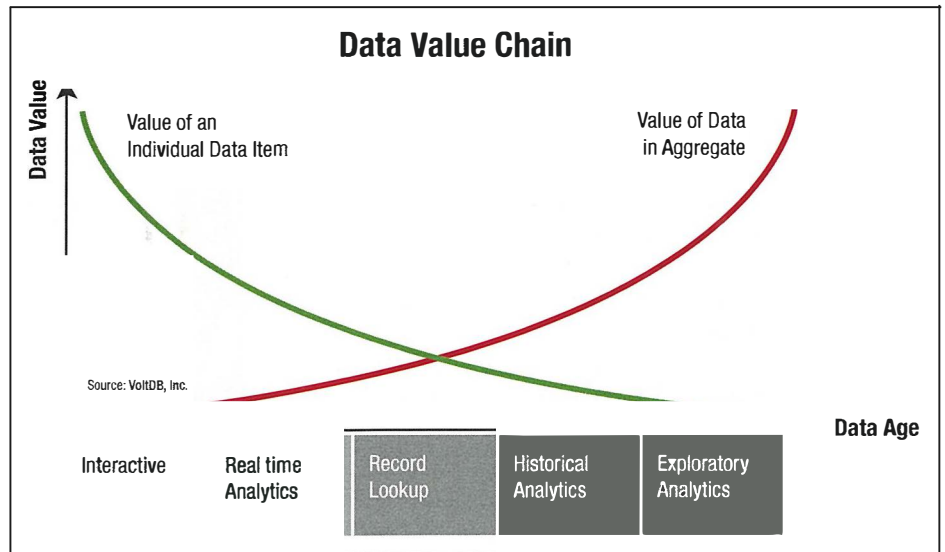 Data Value Chain
Data Value
Value of an
Individual Data Item
Value of Data
in Aggregate
Source: VoltDB, Inc.
Data Age
Interactive
Real time
Analytics
Record
Lookup
Historical
Analytics
Exploratory
Analytics